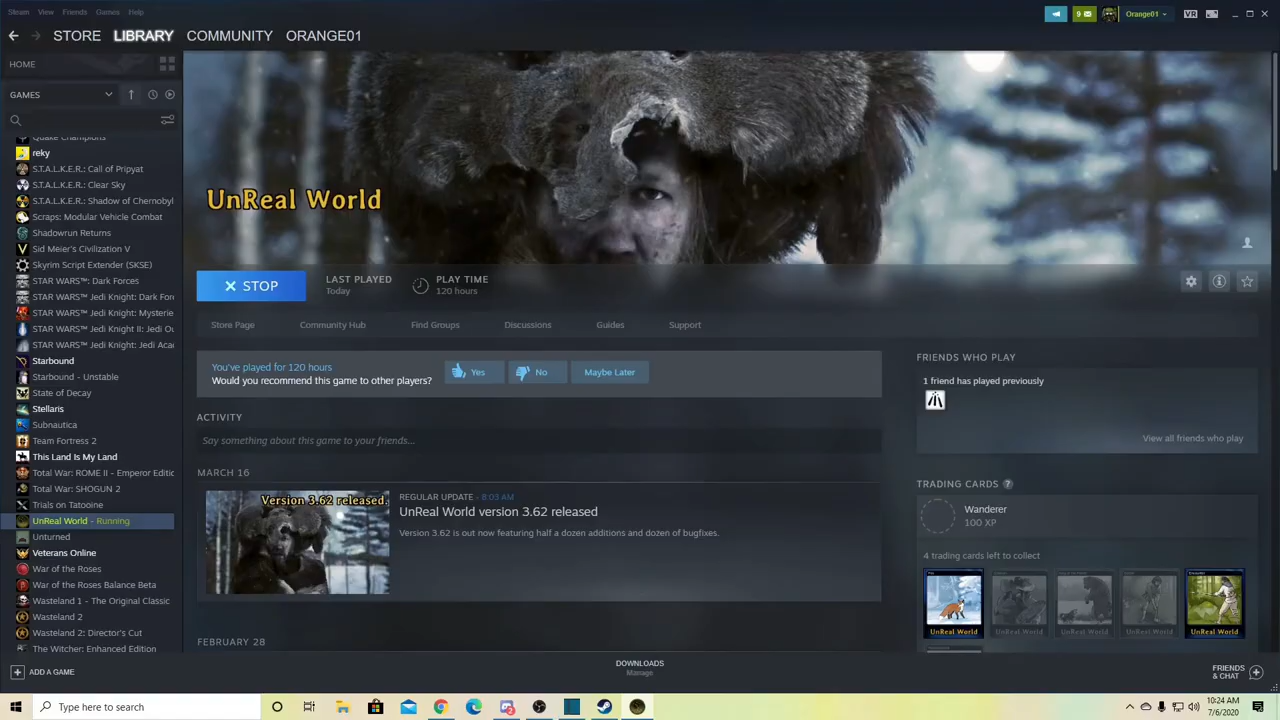 Steam View Friends Games Help
9 Orange01 VR
STORE LIBRARY COMMUNITY ORANGE01
HOME
GAMES
Quake Champions
reky
S.T.A.L.K.E.R.: Call of Pripyat
S.T.A.L.K.E.R.: Clear Sky
S.T.A.L.K.E.R.: Shadow of Chernobyl
Scraps: Modular Vehicle Combat
Shadowrun Returns
Sid Meier's Civilization V
Skyrim Script Extender (SKSE)
STAR WARS™: Dark Forces
STAR WARS™ Jedi Knight: Dark For
STAR WARS™ Jedi Knight: Mysterie
STAR WARS™ Jedi Knight II: Jedi Ou
STAR WARS™ Jedi Knight: Jedi Aca
Starbound
Starbound - Unstable
State of Decay
Stellaris
Subnautica
Team Fortress 2
This Land Is My Land
Total War: ROME II - Emperor Edition
Total War: SHOGUN 2
Trials on Tatooine
UnReal World - Running
Unturned
Veterans Online
War of the Roses
War of the Roses Balance Beta
Wasteland 1 - The Original Classic
Wasteland 2
Wasteland 2: Director's Cut
The Witcher: Enhanced Edition
ADD A GAME
UnReal World
STOP
LAST PLAYED
Today
PLAY TIME
120 hours
Store Page Community Hub Find Groups Discussions Guides Support
You've played for 120 hours
Would you recommend this game to other players?
Yes No Maybe Later
ACTIVITY
Say something about this game to your friends...
MARCH 16
Version 3.62 released.
REGULAR UPDATE - 8:03 AM
UnReal World version 3.62 released
Version 3.62 is out now featuring half a dozen additions and dozen of bugfixes.
FEBRUARY 28
FRIENDS WHO PLAY
1 friend has played previously
View all friends who play
TRADING CARDS ?
Wanderer
100 XP
4 trading cards left to collect
UnReal World
UnReal World
UnReal World
UnReal World
UnReal World
DOWNLOADS
Manage
FRIENDS
& CHAT
Type here to search
10:24 AM
7/6/2020